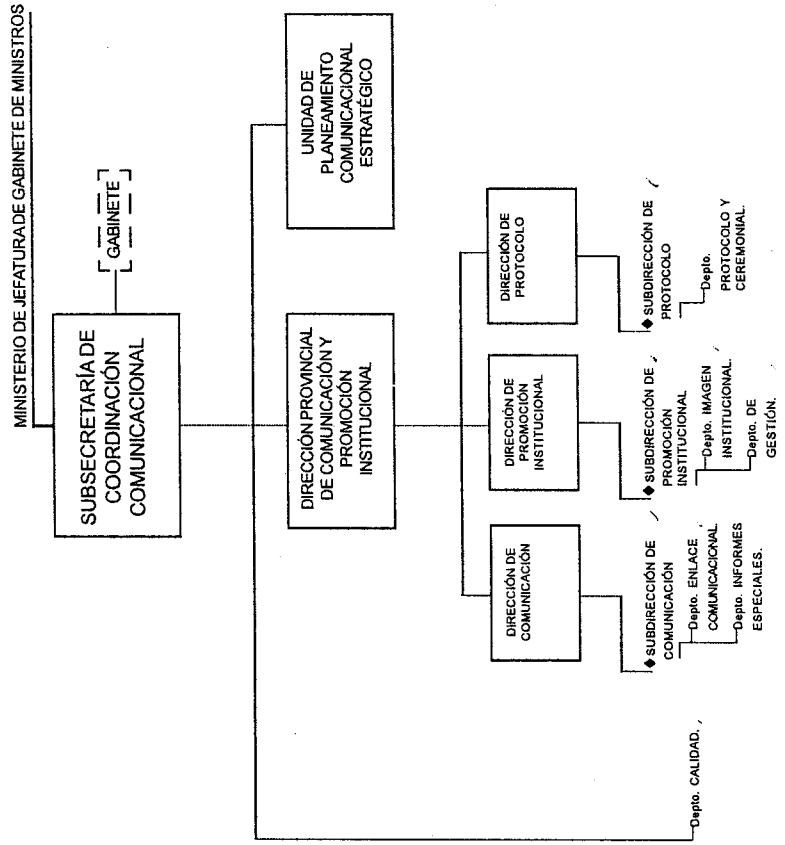 MINISTERIO DE JEFATURA DE GABINETE DE MINISTROS
SUBSECRETARÍA DE
COORDINACIÓN
COMUNICACIONAL
GABINETE
DIRECCIÓN PROVINCIAL
DE COMUNICACIÓN Y
PROMOCIÓN
INSTITUCIONAL
UNIDAD DE
PLANEAMIENTO
COMUNICACIONAL
ESTRATÉGICO
DIRECCIÓN DE
COMUNICACIÓN
DIRECCIÓN DE
PROMOCIÓN
INSTITUCIONAL
DIRECCIÓN DE
PROTOCOLO
Depto. CALIDAD.
◆ SUBDIRECCIÓN DE
COMUNICACIÓN
Depto. ENLACE
COMUNICACIONAL
Depto. INFORMES
ESPECIALES.
◆ SUBDIRECCIÓN DE
PROMOCIÓN
INSTITUCIONAL
Depto. IMAGEN
INSTITUCIONAL.
Depto. DE
GESTIÓN.
◆ SUBDIRECCIÓN DE
PROTOCOLO
Depto.
PROTOCOLO Y
CEREMONIAL.